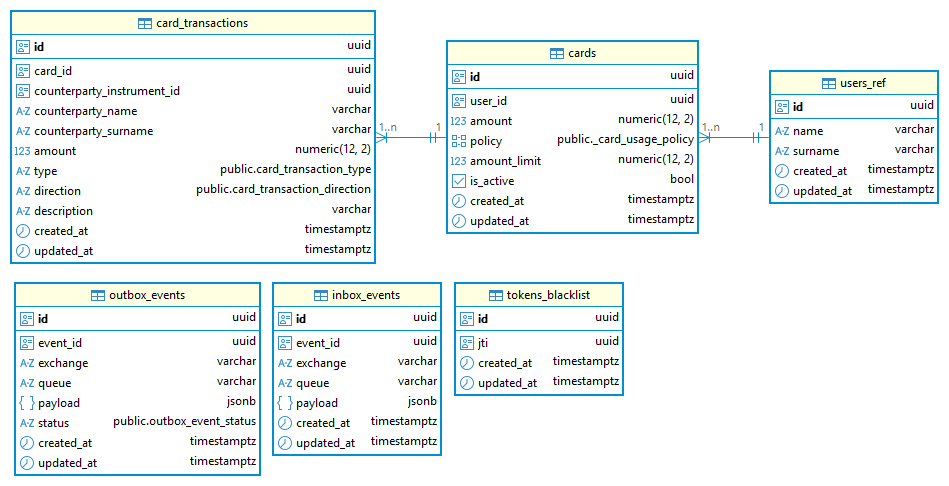 card_transactions
id uuid
card_id uuid
counterparty_instrument_id uuid
counterparty_name varchar
counterparty_surname varchar
123 amount numeric(12, 2)
A-Z type public.card_transaction_type
A-Z direction public.card_transaction_direction
A-Z description varchar
created_at timestamptz
updated_at timestamptz
1..n 1
cards
id uuid
user_id uuid
123 amount numeric(12, 2)
policy public._card_usage_policy
123 amount_limit numeric(12, 2)
is_active bool
created_at timestamptz
updated_at timestamptz
1..n 1
users_ref
id uuid
A-Z name varchar
A-Z surname varchar
created_at timestamptz
updated_at timestamptz
outbox_events
id uuid
event_id uuid
A-Z exchange varchar
A-Z queue varchar
{ } payload jsonb
A-Z status public.outbox_event_status
created_at timestamptz
updated_at timestamptz
inbox_events
id uuid
event_id uuid
A-Z exchange varchar
A-Z queue varchar
{ } payload jsonb
created_at timestamptz
updated_at timestamptz
tokens_blacklist
id uuid
jti uuid
created_at timestamptz
updated_at timestamptz